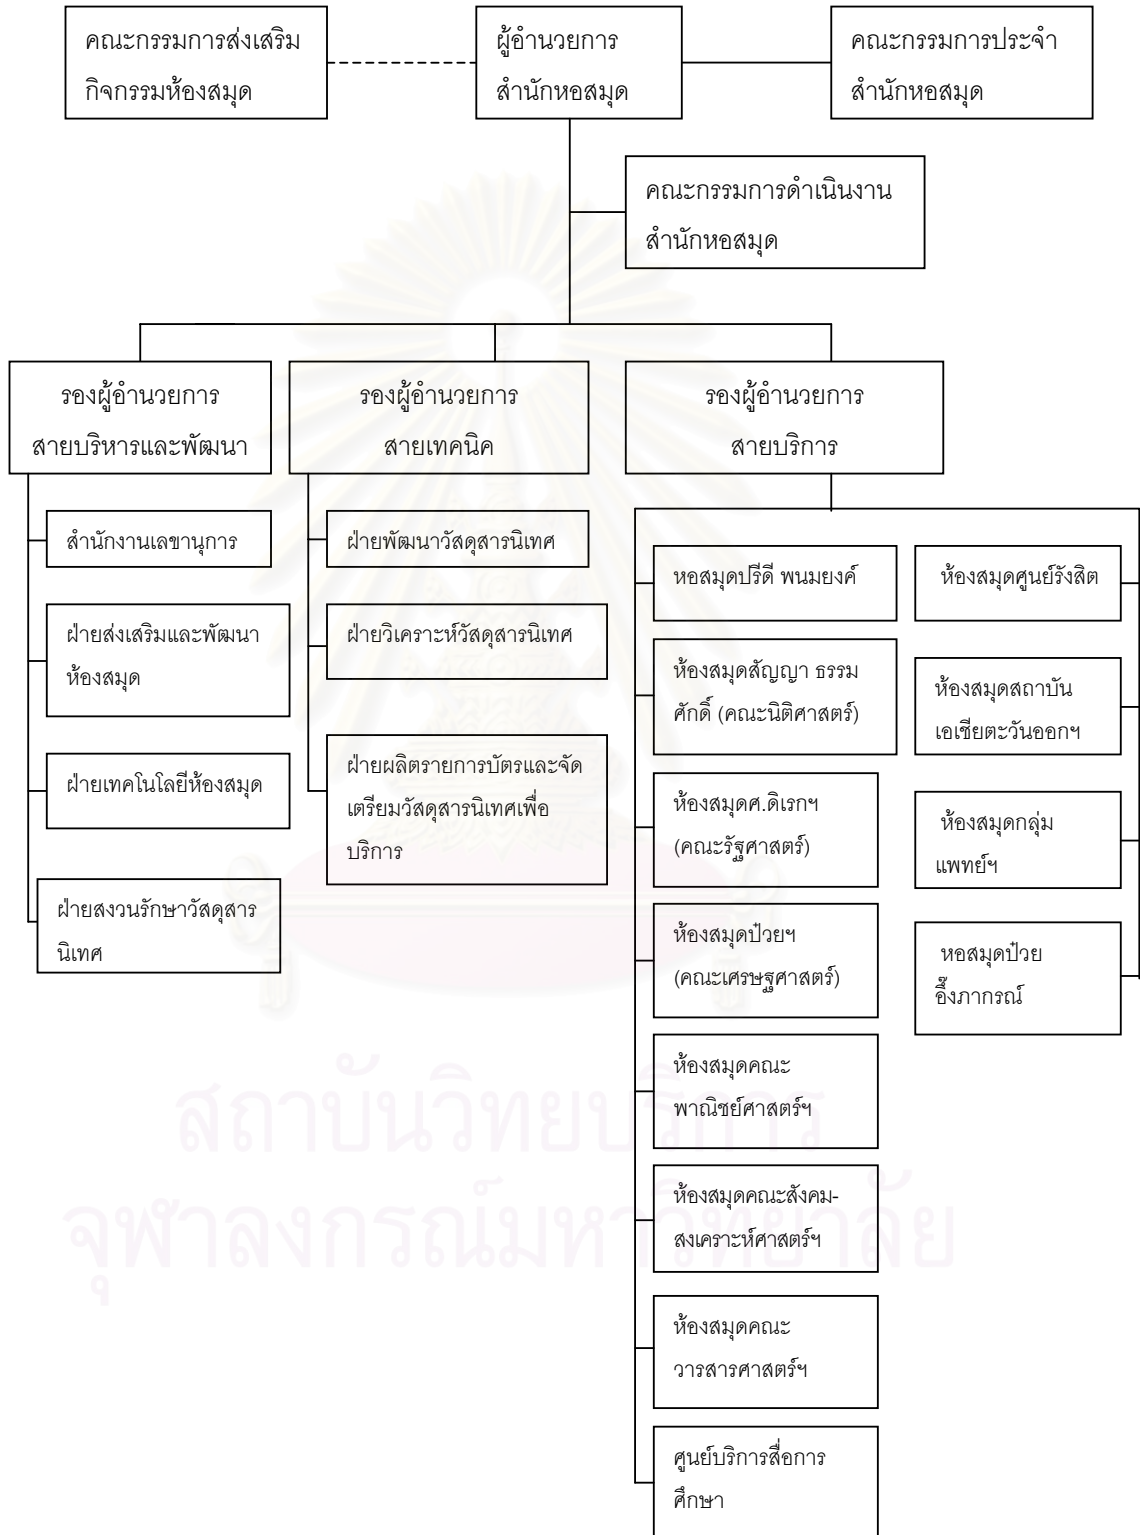 คณะกรรมการส่งเสริม
กิจกรรมห้องสมุด
ผู้อำนวยการ
สำนักหอสมุด
คณะกรรมการประจำ
สำนักหอสมุด
คณะกรรมการดำเนินงาน
สำนักหอสมุด
รองผู้อำนวยการ
สายบริหารและพัฒนา
รองผู้อำนวยการ
สายเทคนิค
รองผู้อำนวยการ
สายบริการ
สำนักงานเลขานุการ
ฝ่ายส่งเสริมและพัฒนา
ห้องสมุด
ฝ่ายเทคโนโลยีห้องสมุด
ฝ่ายสงวนรักษาวัสดุสาร
นิเทศ
ฝ่ายพัฒนาวัสดุสารนิเทศ
ฝ่ายวิเคราะห์วัสดุสารนิเทศ
ฝ่ายผลิตรายการบัตรและจัด
เตรียมวัสดุสารนิเทศเพื่อ
บริการ
หอสมุดปรีดี พนมยงค์
ห้องสมุดสัญญา ธรรม
ศักดิ์ (คณะนิติศาสตร์)
ห้องสมุดศ.ดิเรกฯ
(คณะรัฐศาสตร์)
ห้องสมุดป๋วยฯ
(คณะเศรษฐศาสตร์)
ห้องสมุดคณะ
พาณิชย์ศาสตร์ฯ
ห้องสมุดคณะสังคม-
สงเคราะห์ศาสตร์ฯ
ห้องสมุดคณะ
วารสารศาสตร์ฯ
ศูนย์บริการสื่อการ
ศึกษา
ห้องสมุดศูนย์รังสิต
ห้องสมุดสถาบัน
เอเชียตะวันออกฯ
ห้องสมุดกลุ่ม
แพทย์ฯ
หอสมุดป๋วย
อึ๊งภากรณ์
สถาบันวิทยบริการ
จุฬาลงกรณ์มหาวิทยาลัย